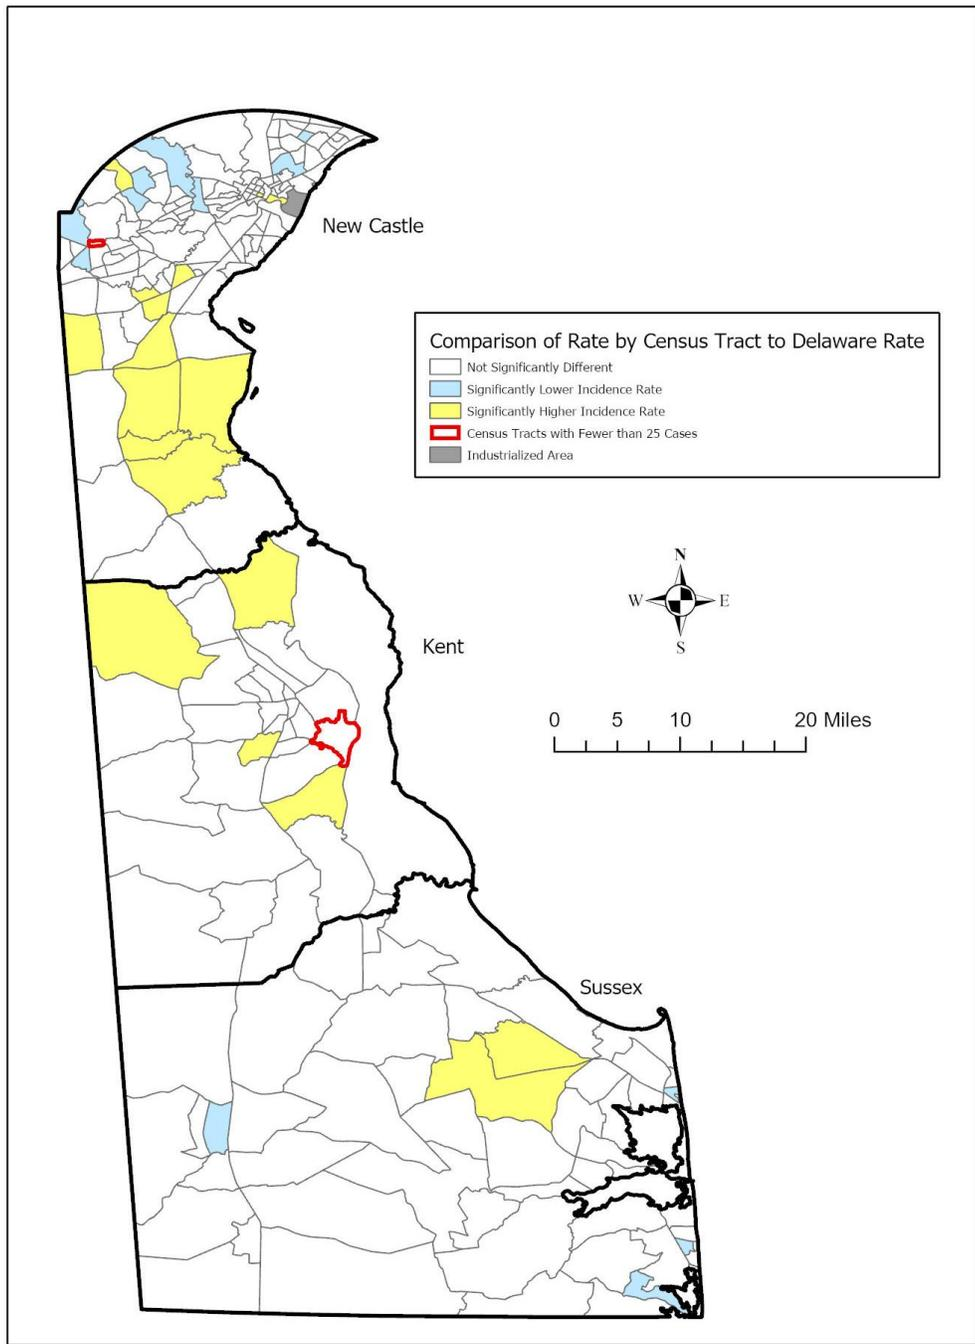 New Castle
Comparison of Rate by Census Tract to Delaware Rate
Not Significantly Different
Significantly Lower Incidence Rate
Significantly Higher Incidence Rate
Census Tracts with Fewer than 25 Cases
Industrialized Area
N
W E
S
Kent
0 5 10 20 Miles
Sussex